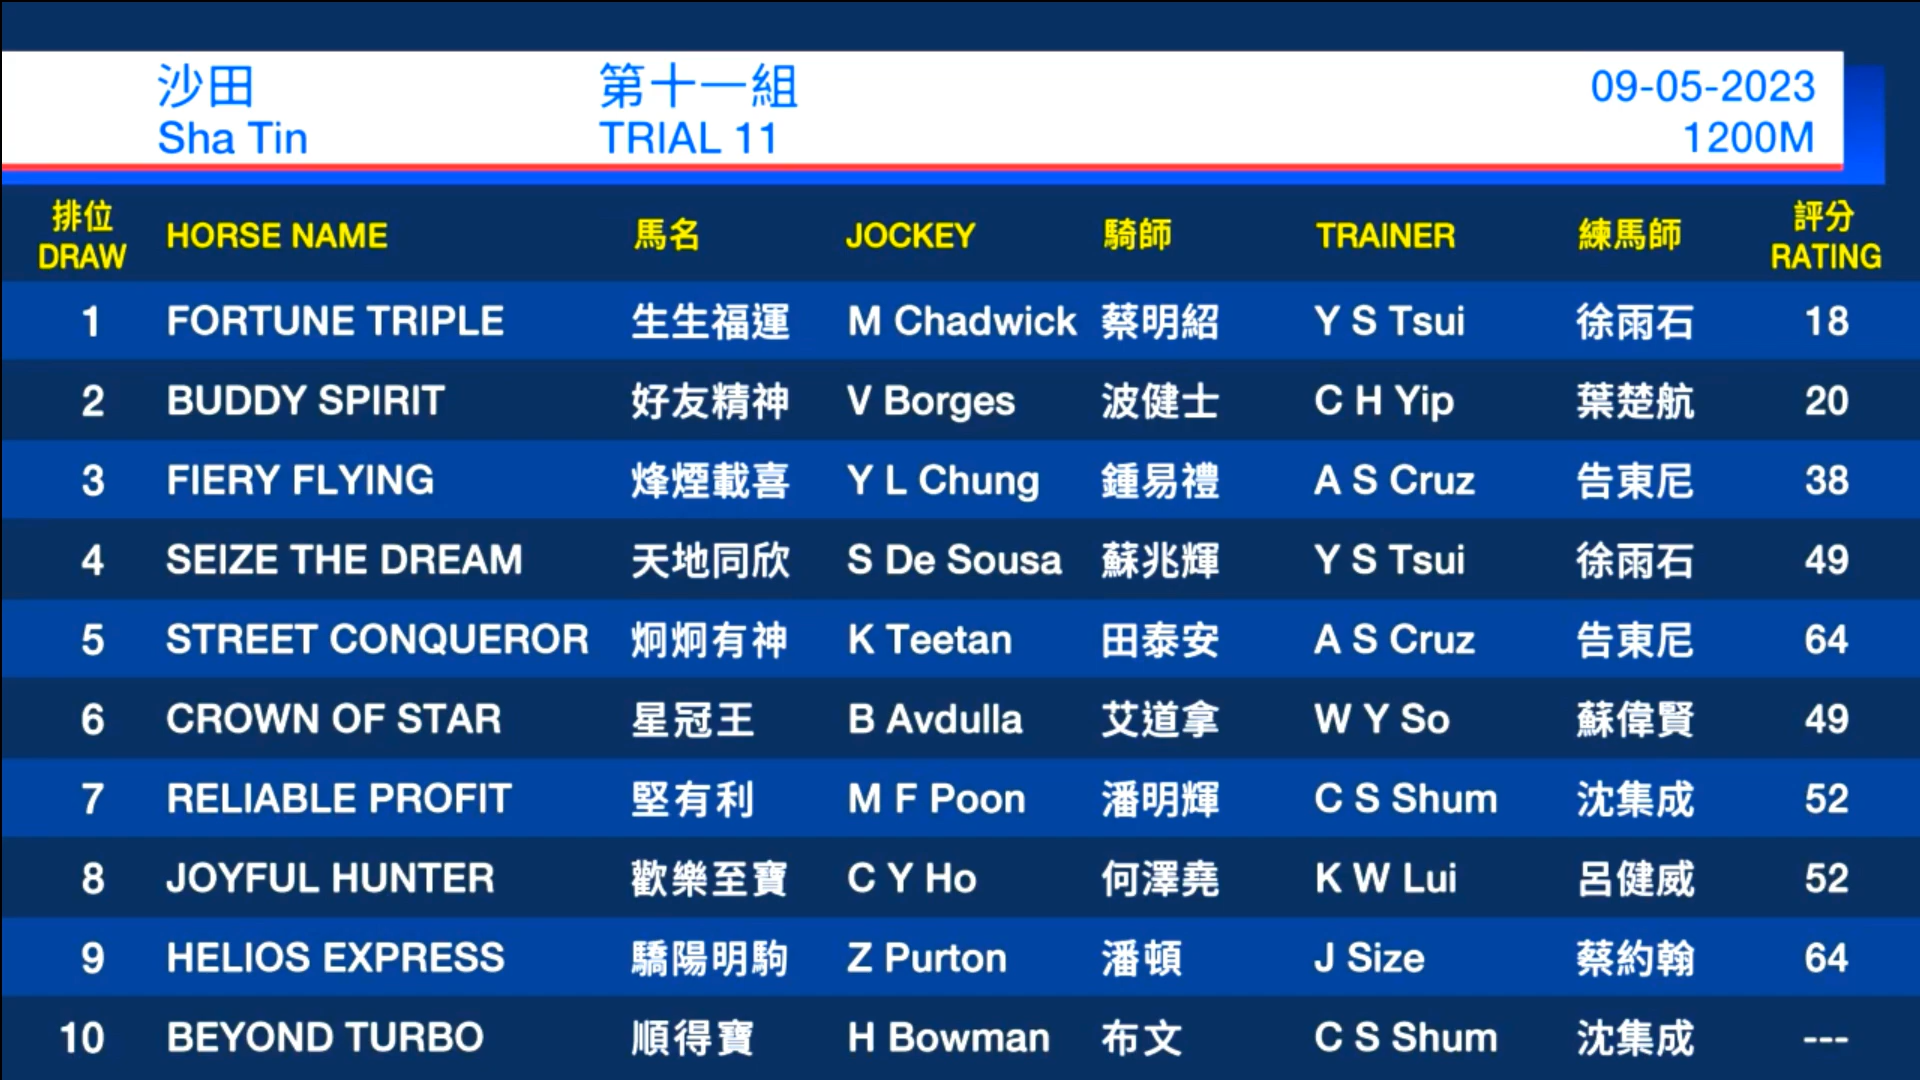 沙田 第十一組 09-05-2023
Sha Tin TRIAL 11 1200M
排位 DRAW HORSE NAME 馬名 JOCKEY 騎師 TRAINER 練馬師 評分 RATING
1 FORTUNE TRIPLE 生生福運 M Chadwick 蔡明紹 Y S Tsui 徐雨石 18
2 BUDDY SPIRIT 好友精神 V Borges 波健士 C H Yip 葉楚航 20
3 FIERY FLYING 烽煙載喜 Y L Chung 鍾易禮 A S Cruz 告東尼 38
4 SEIZE THE DREAM 天地同欣 S De Sousa 蘇兆輝 Y S Tsui 徐雨石 49
5 STREET CONQUEROR 炯炯有神 K Teetan 田泰安 A S Cruz 告東尼 64
6 CROWN OF STAR 星冠王 B Avdulla 艾道拿 W Y So 蘇偉賢 49
7 RELIABLE PROFIT 堅有利 M F Poon 潘明輝 C S Shum 沈集成 52
8 JOYFUL HUNTER 歡樂至寶 C Y Ho 何澤堯 K W Lui 呂健威 52
9 HELIOS EXPRESS 驕陽明駒 Z Purton 潘頓 J Size 蔡約翰 64
10 BEYOND TURBO 順得寶 H Bowman 布文 C S Shum 沈集成 ---